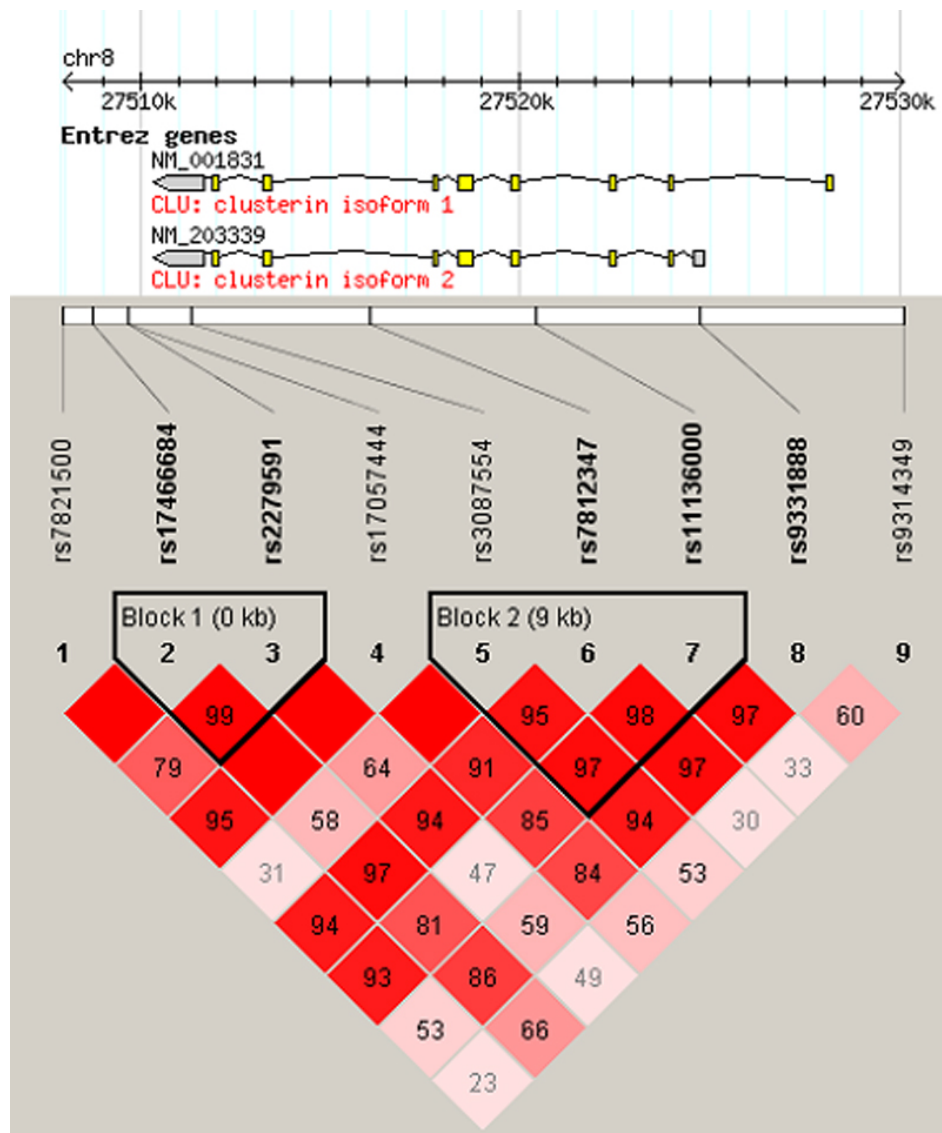 chr8
27510k 27520k 27530k
Entrez genes
NM_001831
CLU: clusterin isoform 1
NM_203339
CLU: clusterin isoform 2
rs7821500 rs17466684 rs2279591 rs17057444 rs3087554 rs7812347 rs11136000 rs9331888 rs9314349
Block 1 (0 kb) Block 2 (9 kb)
1 2 3 4 5 6 7 8 9
99 95 98 97 60
79 64 91 97 97 33
95 58 94 85 94 30
31 97 47 84 53
94 81 59 56
93 86 49
53 66
23